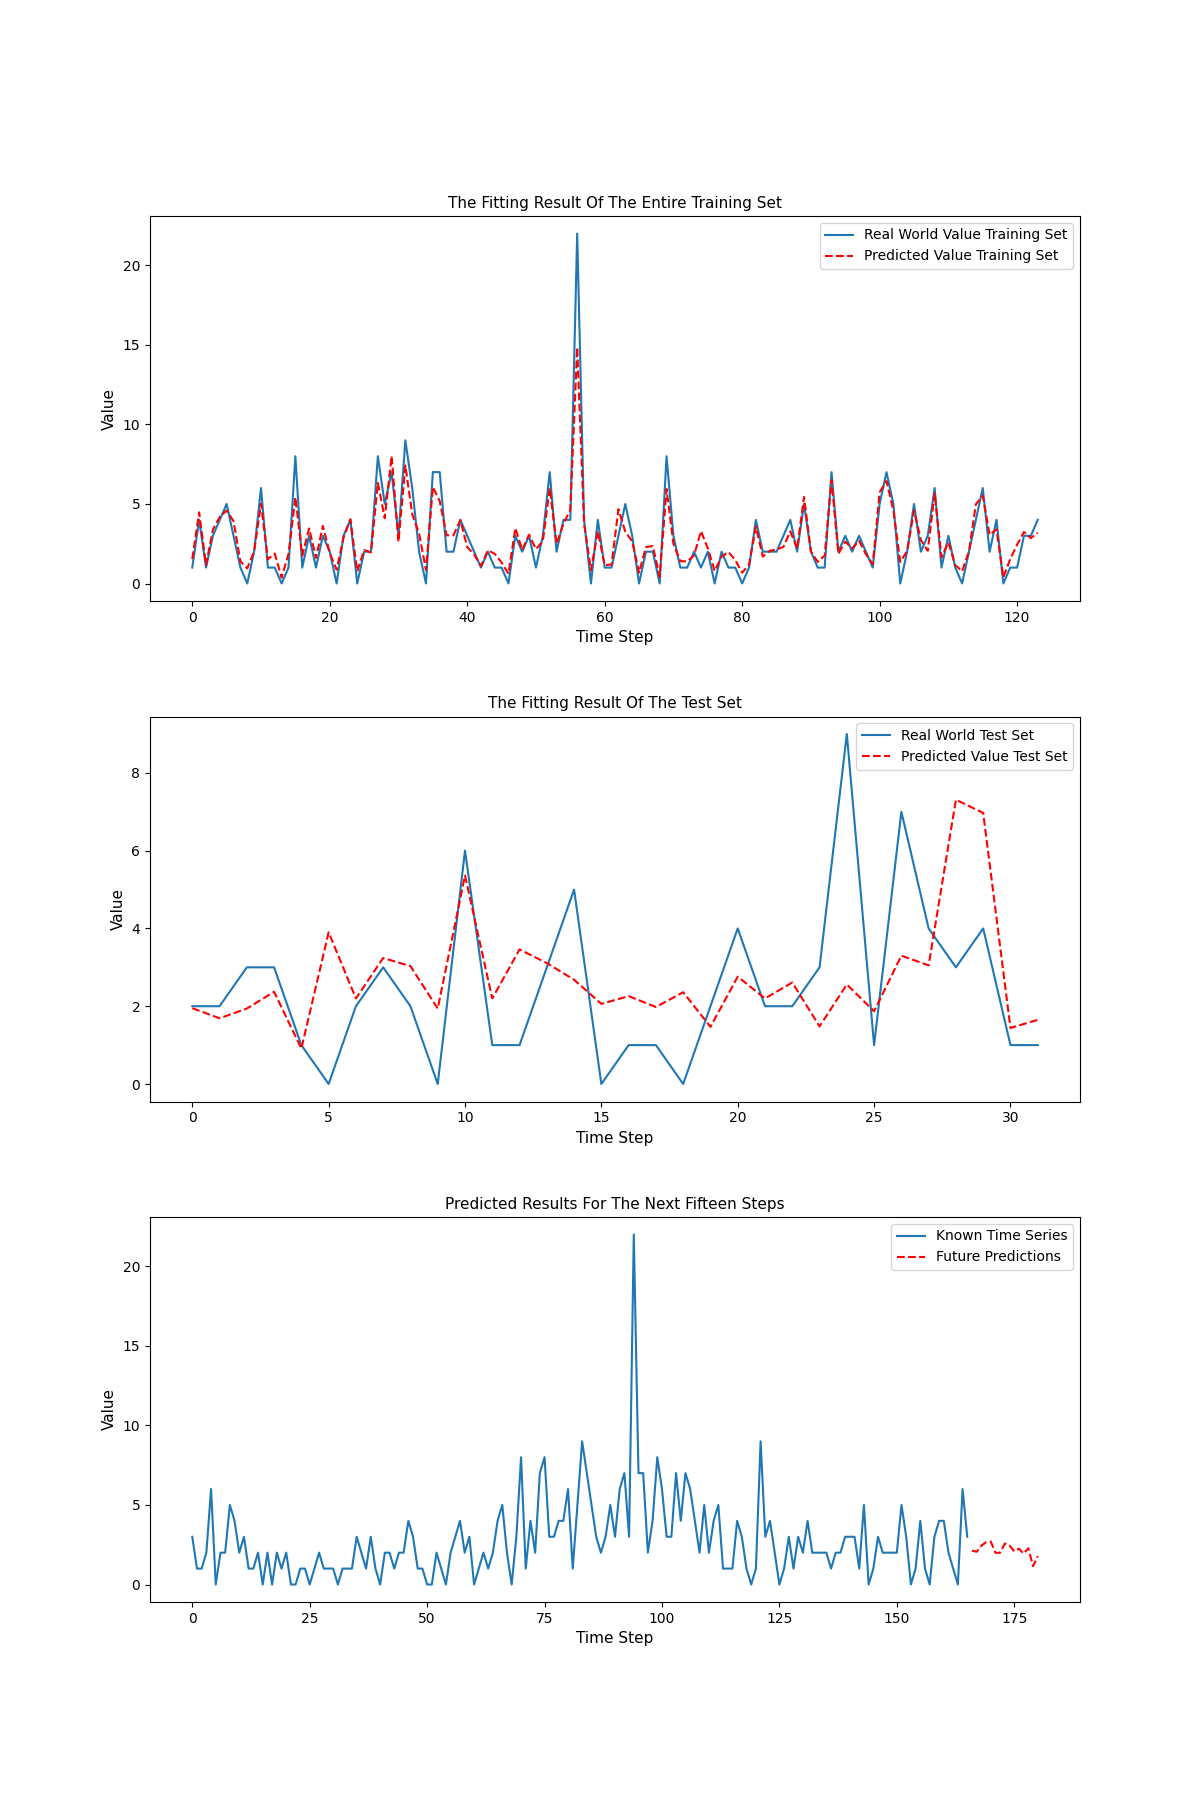 The Fitting Result Of The Entire Training Set
Real World Value Training Set
Predicted Value Training Set
20
15
10
5
0
Value
0 20 40 60 80 100 120
Time Step
The Fitting Result Of The Test Set
Real World Test Set
Predicted Value Test Set
8
6
4
2
0
Value
0 5 10 15 20 25 30
Time Step
Predicted Results For The Next Fifteen Steps
Known Time Series
Future Predictions
20
15
10
5
0
Value
0 25 50 75 100 125 150 175
Time Step